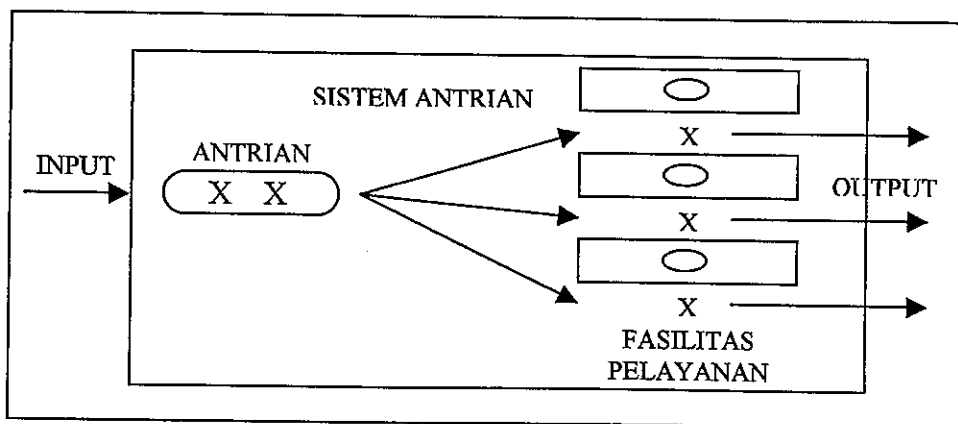 SISTEM ANTRIAN
INPUT
ANTRIAN
X X
X
OUTPUT
X
X
FASILITAS
PELAYANAN